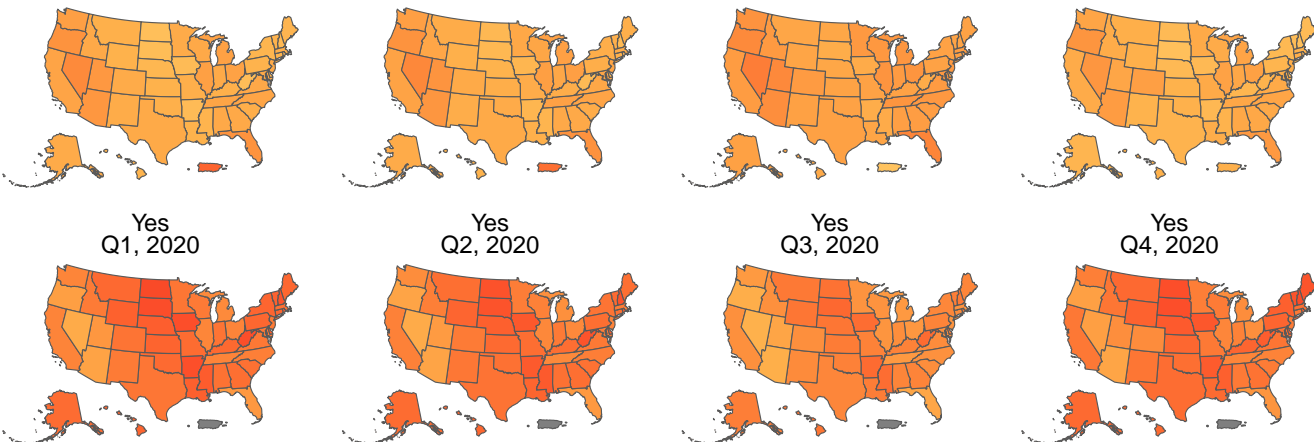 Yes
Q1, 2020
Yes
Q2, 2020
Yes
Q3, 2020
Yes
Q4, 2020